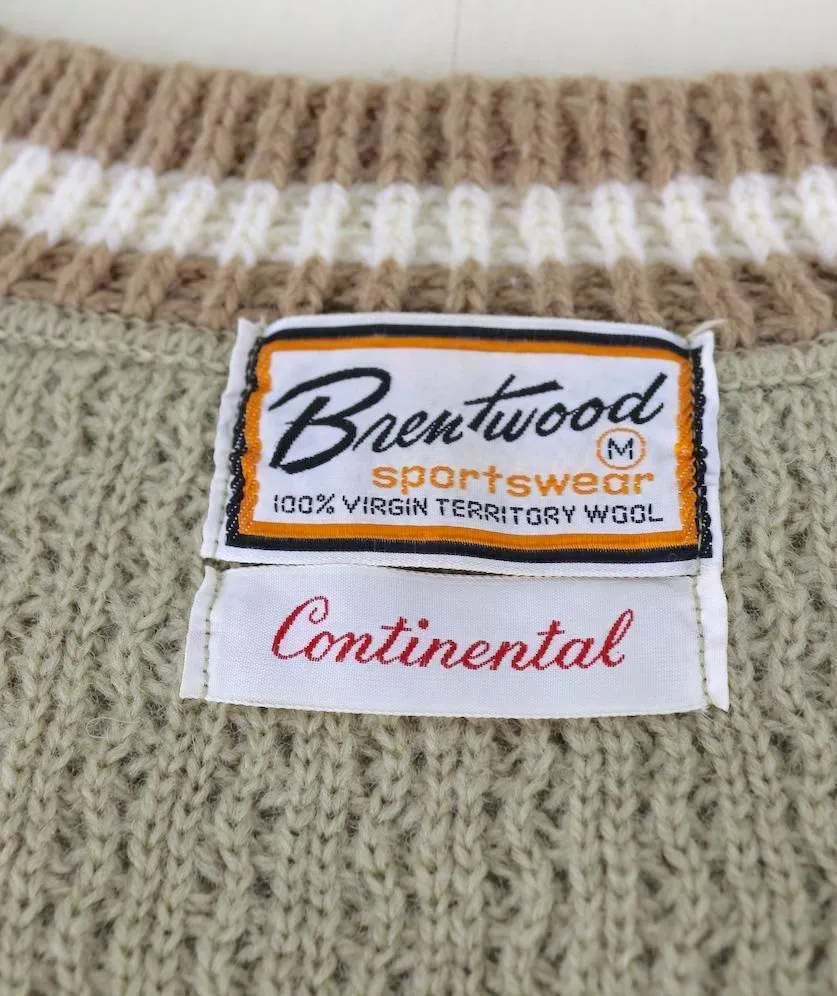 Brentwood
M
sportswear
100% VIRGIN TERRITORY WOOL
Continental